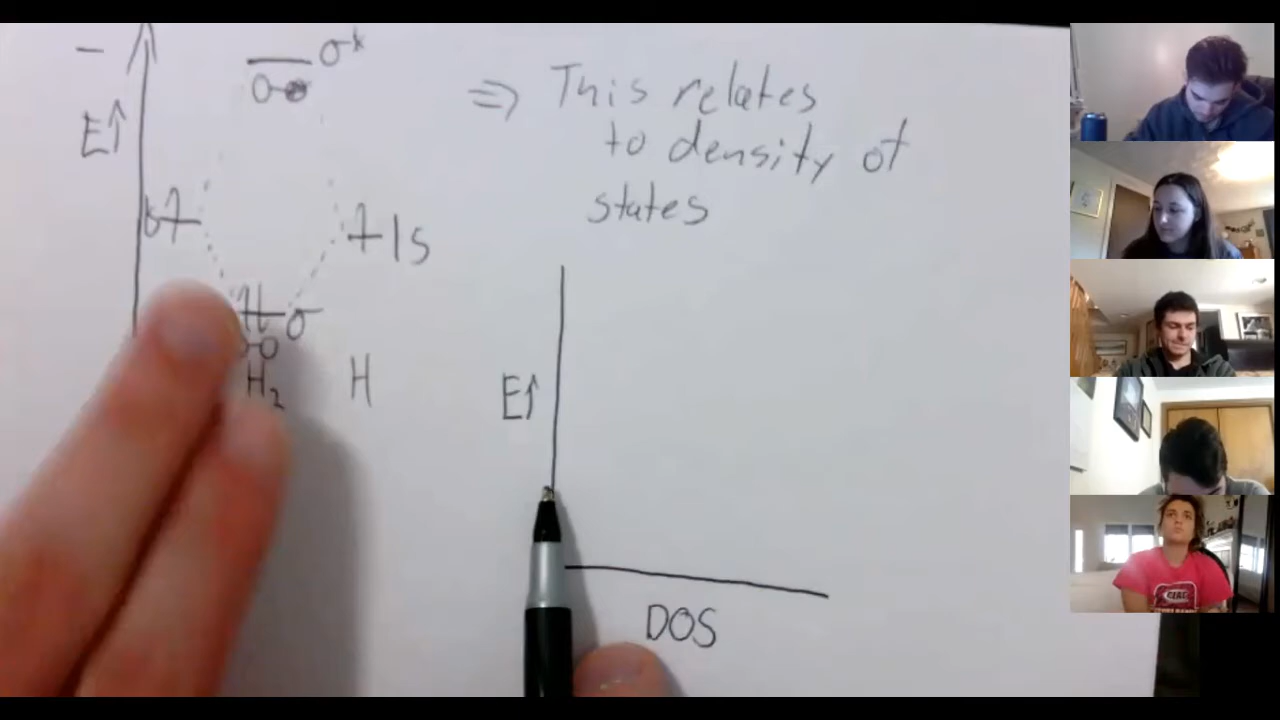 σ*
E↑
1s
σ
H₂
H
⇒ This relates
to density of
states
E↑
DOS